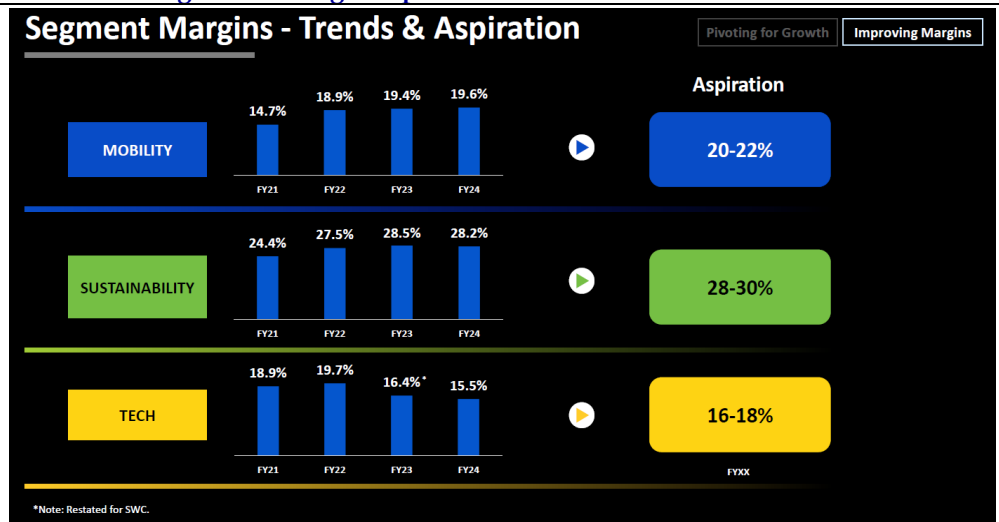 Segment Margins - Trends & Aspiration
Pivoting for Growth
Improving Margins
Aspiration
MOBILITY
14.7%
18.9%
19.4%
19.6%
FY21
FY22
FY23
FY24
20-22%
SUSTAINABILITY
24.4%
27.5%
28.5%
28.2%
FY21
FY22
FY23
FY24
28-30%
TECH
18.9%
19.7%
16.4%*
15.5%
FY21
FY22
FY23
FY24
16-18%
FYXX
*Note: Restated for SWC.